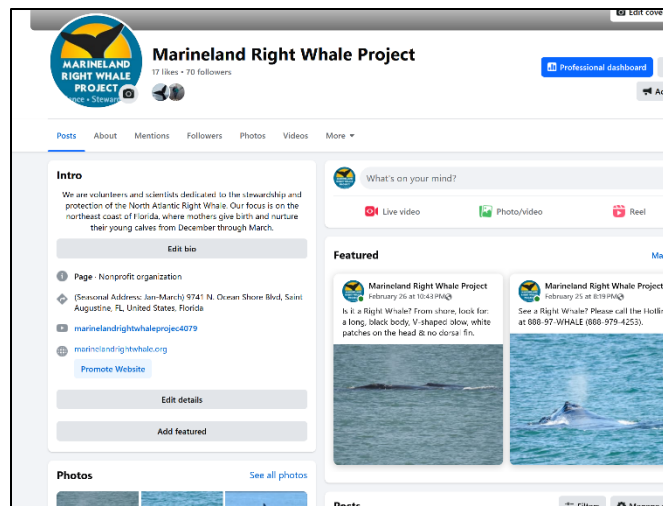 Edit cove
MARINELAND
RIGHT WHALE
PROJECT
nce • Stewar
Marineland Right Whale Project
17 likes • 70 followers
Professional dashboard
Posts About Mentions Followers Photos Videos More
Intro
We are volunteers and scientists dedicated to the stewardship and
protection of the North Atlantic Right Whale. Our focus is on the
northeast coast of Florida, where mothers give birth and nurture
their young calves from December through March.
Edit bio
Page · Nonprofit organization
(Seasonal Address: Jan-March) 9741 N. Ocean Shore Blvd, Saint
Augustine, FL, United States, Florida
marinelandrightwhaleprojec4079
marinelandrightwhale.org
Promote Website
Edit details
Add featured
Photos See all photos
What's on your mind?
Live video Photo/video Reel
Featured
Marineland Right Whale Project
February 26 at 10:43 PM
Is it a Right Whale? From shore, look for:
a long, black body, V-shaped blow, white
patches on the head & no dorsal fin.
Marineland Right Whale Project
February 25 at 8:19 PM
See a Right Whale? Please call the Hotlin
at 888-97-WHALE (888-979-4253).
Posts Filters Manage